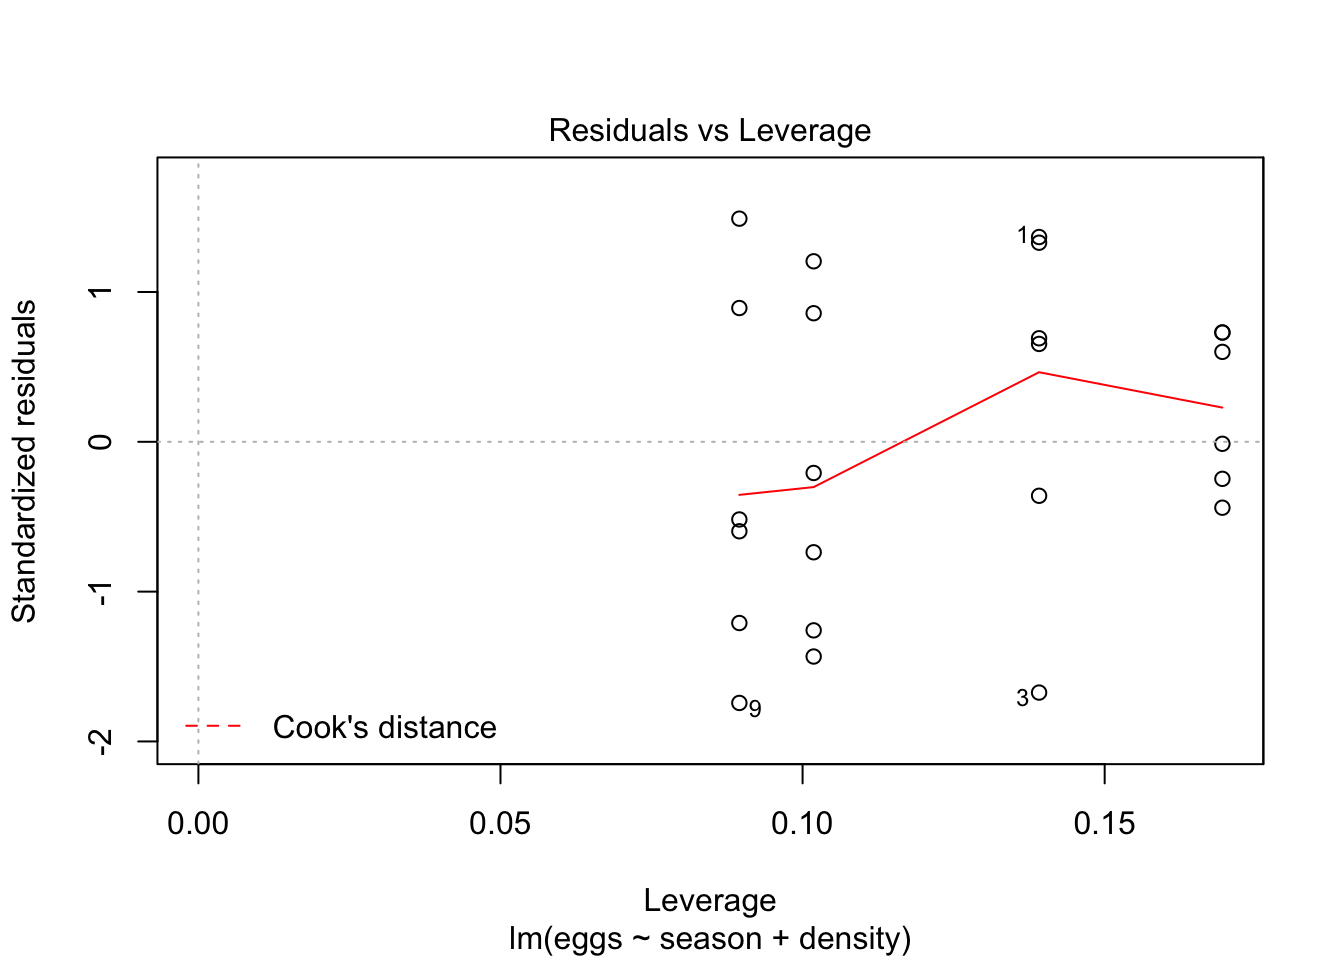 Residuals vs Leverage
Standardized residuals
1
0
-1
-2
1
3
9
Cook's distance
0.00 0.05 0.10 0.15
Leverage
lm(eggs ~ season + density)